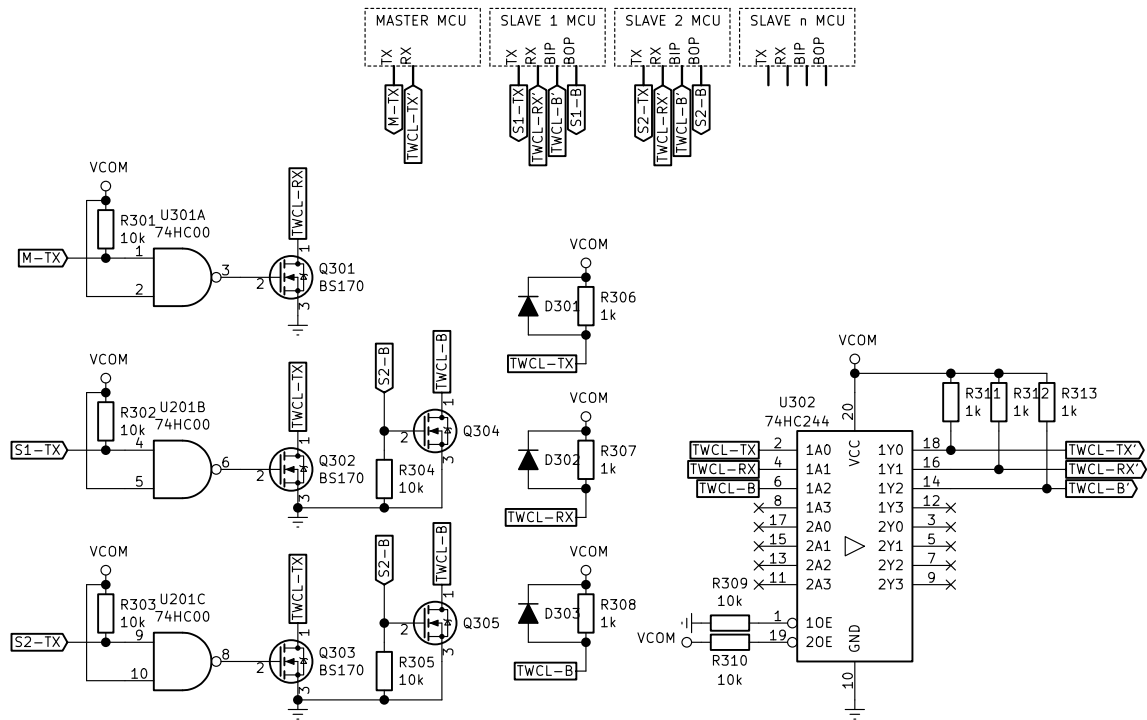 MASTER MCU
TX
RX
M-TX
TWCL-TX'
SLAVE 1 MCU
TX
RX
BIP
BOP
S1-TX
TWCL-RX'
TWCL-B'
S1-B
SLAVE 2 MCU
TX
RX
BIP
BOP
S2-TX
TWCL-RX'
TWCL-B'
S2-B
SLAVE n MCU
TX
RX
BIP
BOP
VCOM
R301
10k
U301A
74HC00
M-TX
1
2
3
TWCL-RX
1
2
3
Q301
BS170
VCOM
R302
10k
U201B
74HC00
S1-TX
4
5
6
TWCL-TX
1
2
3
Q302
BS170
S2-B
R304
10k
TWCL-B
1
2
3
Q304
VCOM
R303
10k
U201C
74HC00
S2-TX
9
10
8
TWCL-TX
1
2
3
Q303
BS170
S2-B
R305
10k
TWCL-B
1
2
3
Q305
VCOM
D301
R306
1k
TWCL-TX
VCOM
D302
R307
1k
TWCL-RX
VCOM
D303
R308
1k
TWCL-B
VCOM
U302
74HC244
20
VCC
R311
1k
R312
1k
R313
1k
TWCL-TX 2 1A0 1Y0 18 TWCL-TX'
TWCL-RX 4 1A1 1Y1 16 TWCL-RX'
TWCL-B 6 1A2 1Y2 14 TWCL-B'
8 1A3 1Y3 12
17 2A0 2Y0 3
15 2A1 2Y1 5
13 2A2 2Y2 7
11 2A3 2Y3 9
R309
10k
1 1OE
VCOM 19 2OE
R310
10k
GND
10